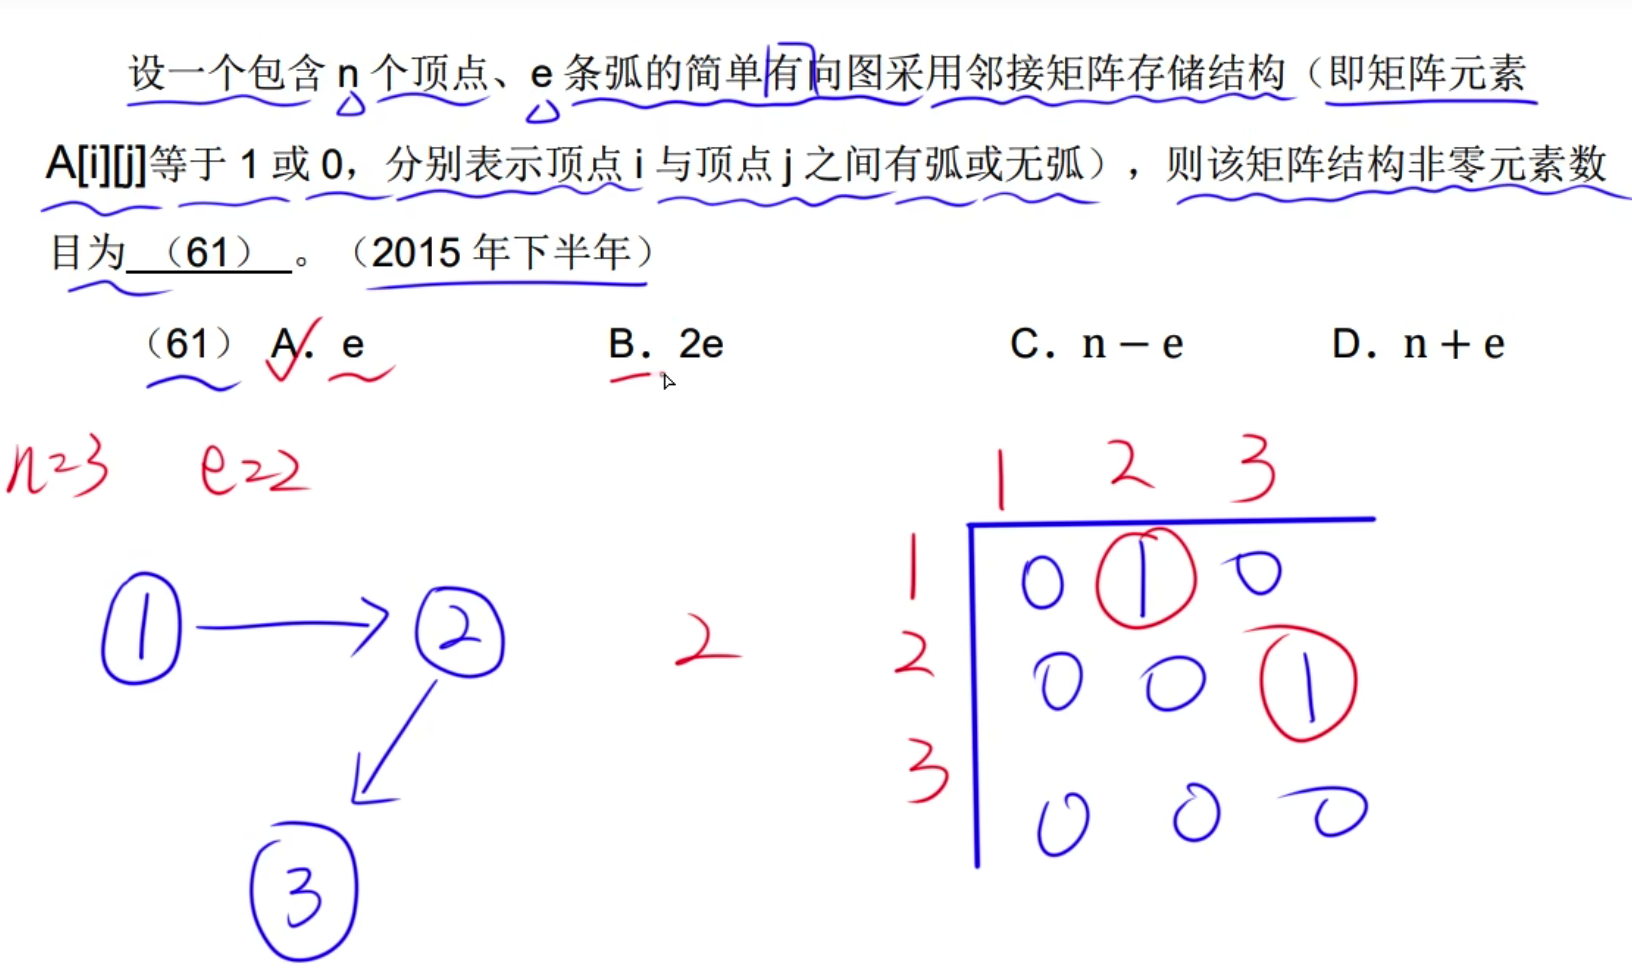 设一个包含 n 个顶点、e 条弧的简单有向图采用邻接矩阵存储结构（即矩阵元素
A[i][j]等于 1 或 0，分别表示顶点 i 与顶点 j 之间有弧或无弧），则该矩阵结构非零元素数
目为 （61） 。（2015 年下半年）
（61） A． e B．2e C．n－e D．n＋e
n=3 e=2
1 2 3
1 0 1 0
1 2
2
2 0 0 1
3 0 0 0
3